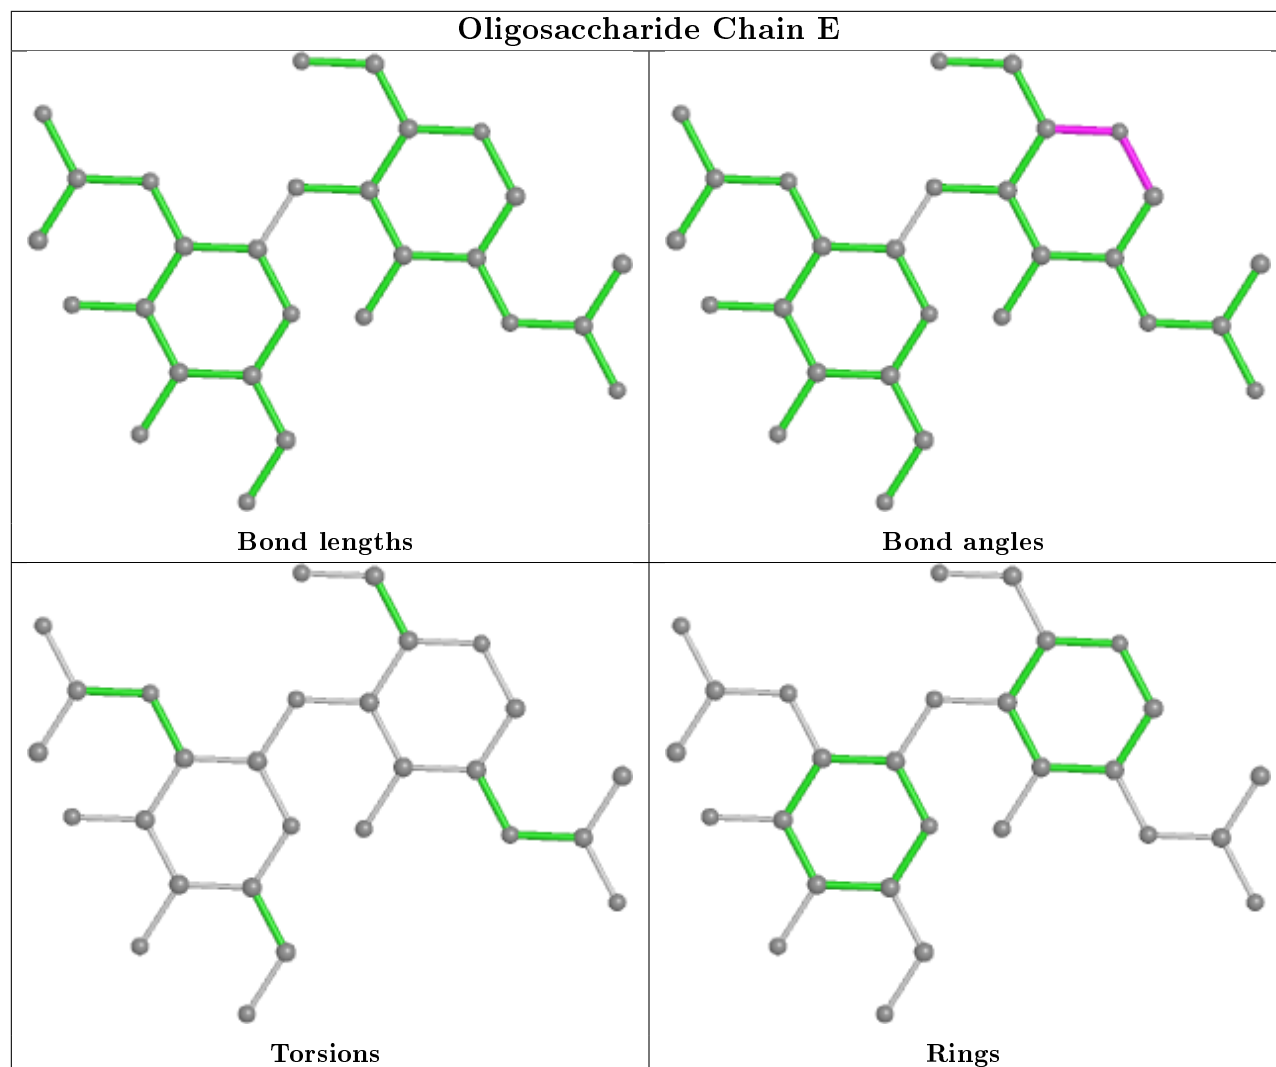 Oligosaccharide Chain E
Bond lengths
Bond angles
Torsions
Rings